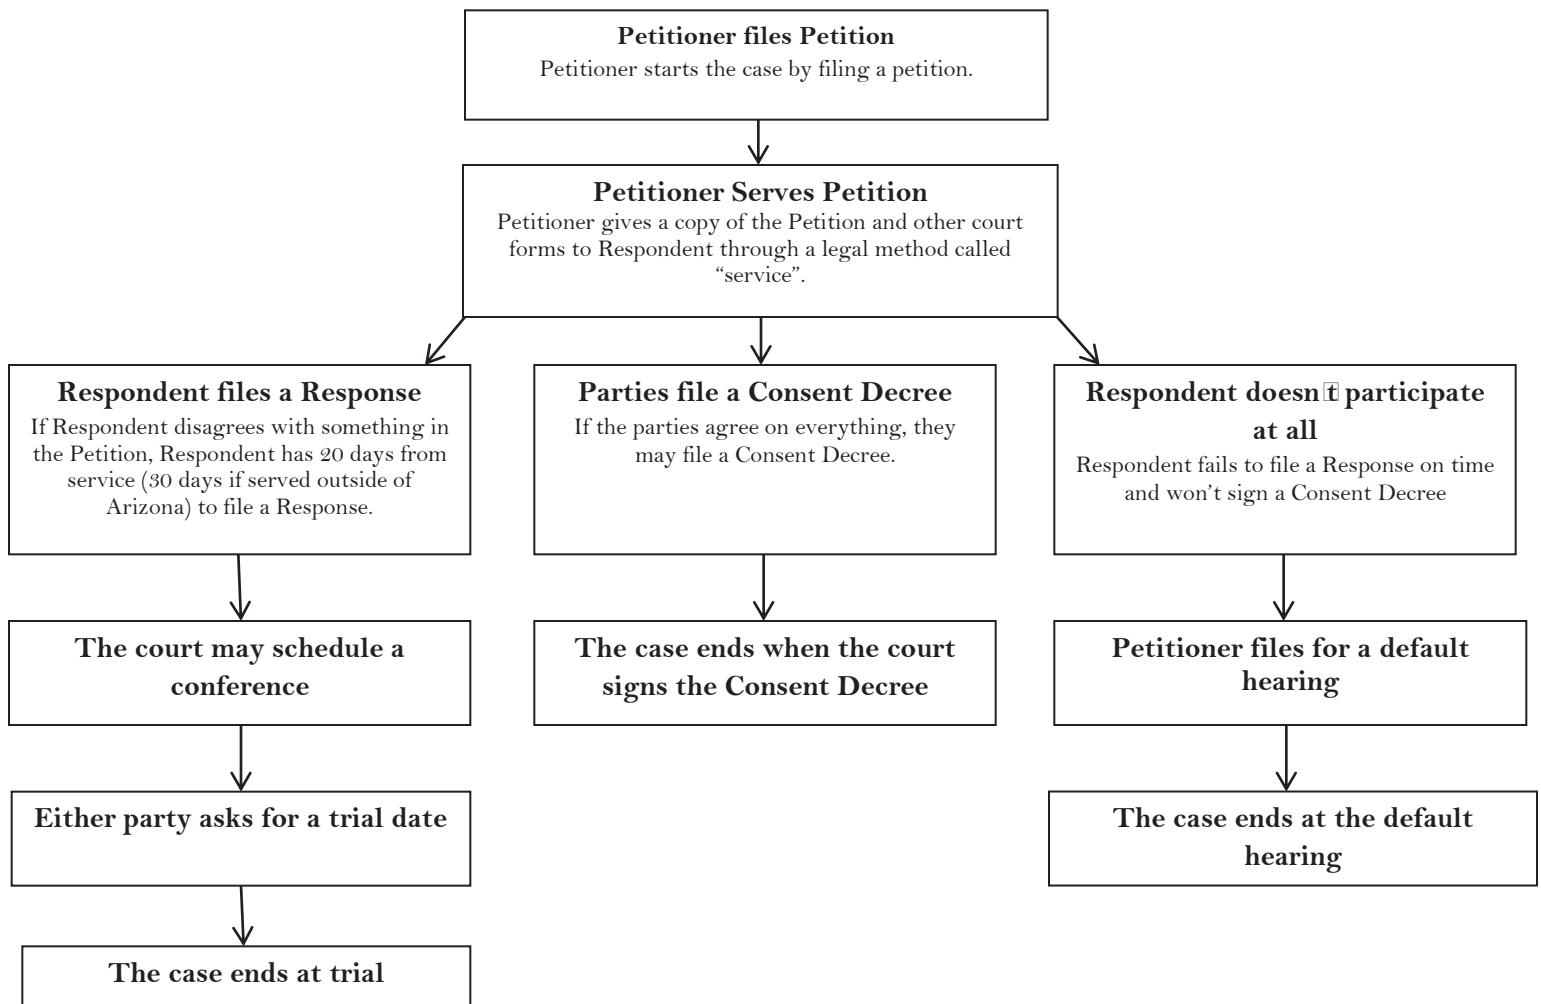 Petitioner files Petition
Petitioner starts the case by filing a petition.
Petitioner Serves Petition
Petitioner gives a copy of the Petition and other court
forms to Respondent through a legal method called
“service”.
Respondent files a Response
If Respondent disagrees with something in
the Petition, Respondent has 20 days from
service (30 days if served outside of
Arizona) to file a Response.
Parties file a Consent Decree
If the parties agree on everything, they
may file a Consent Decree.
Respondent doesn t participate
at all
Respondent fails to file a Response on time
and won’t sign a Consent Decree
The court may schedule a
conference
The case ends when the court
signs the Consent Decree
Petitioner files for a default
hearing
Either party asks for a trial date
The case ends at the default
hearing
The case ends at trial